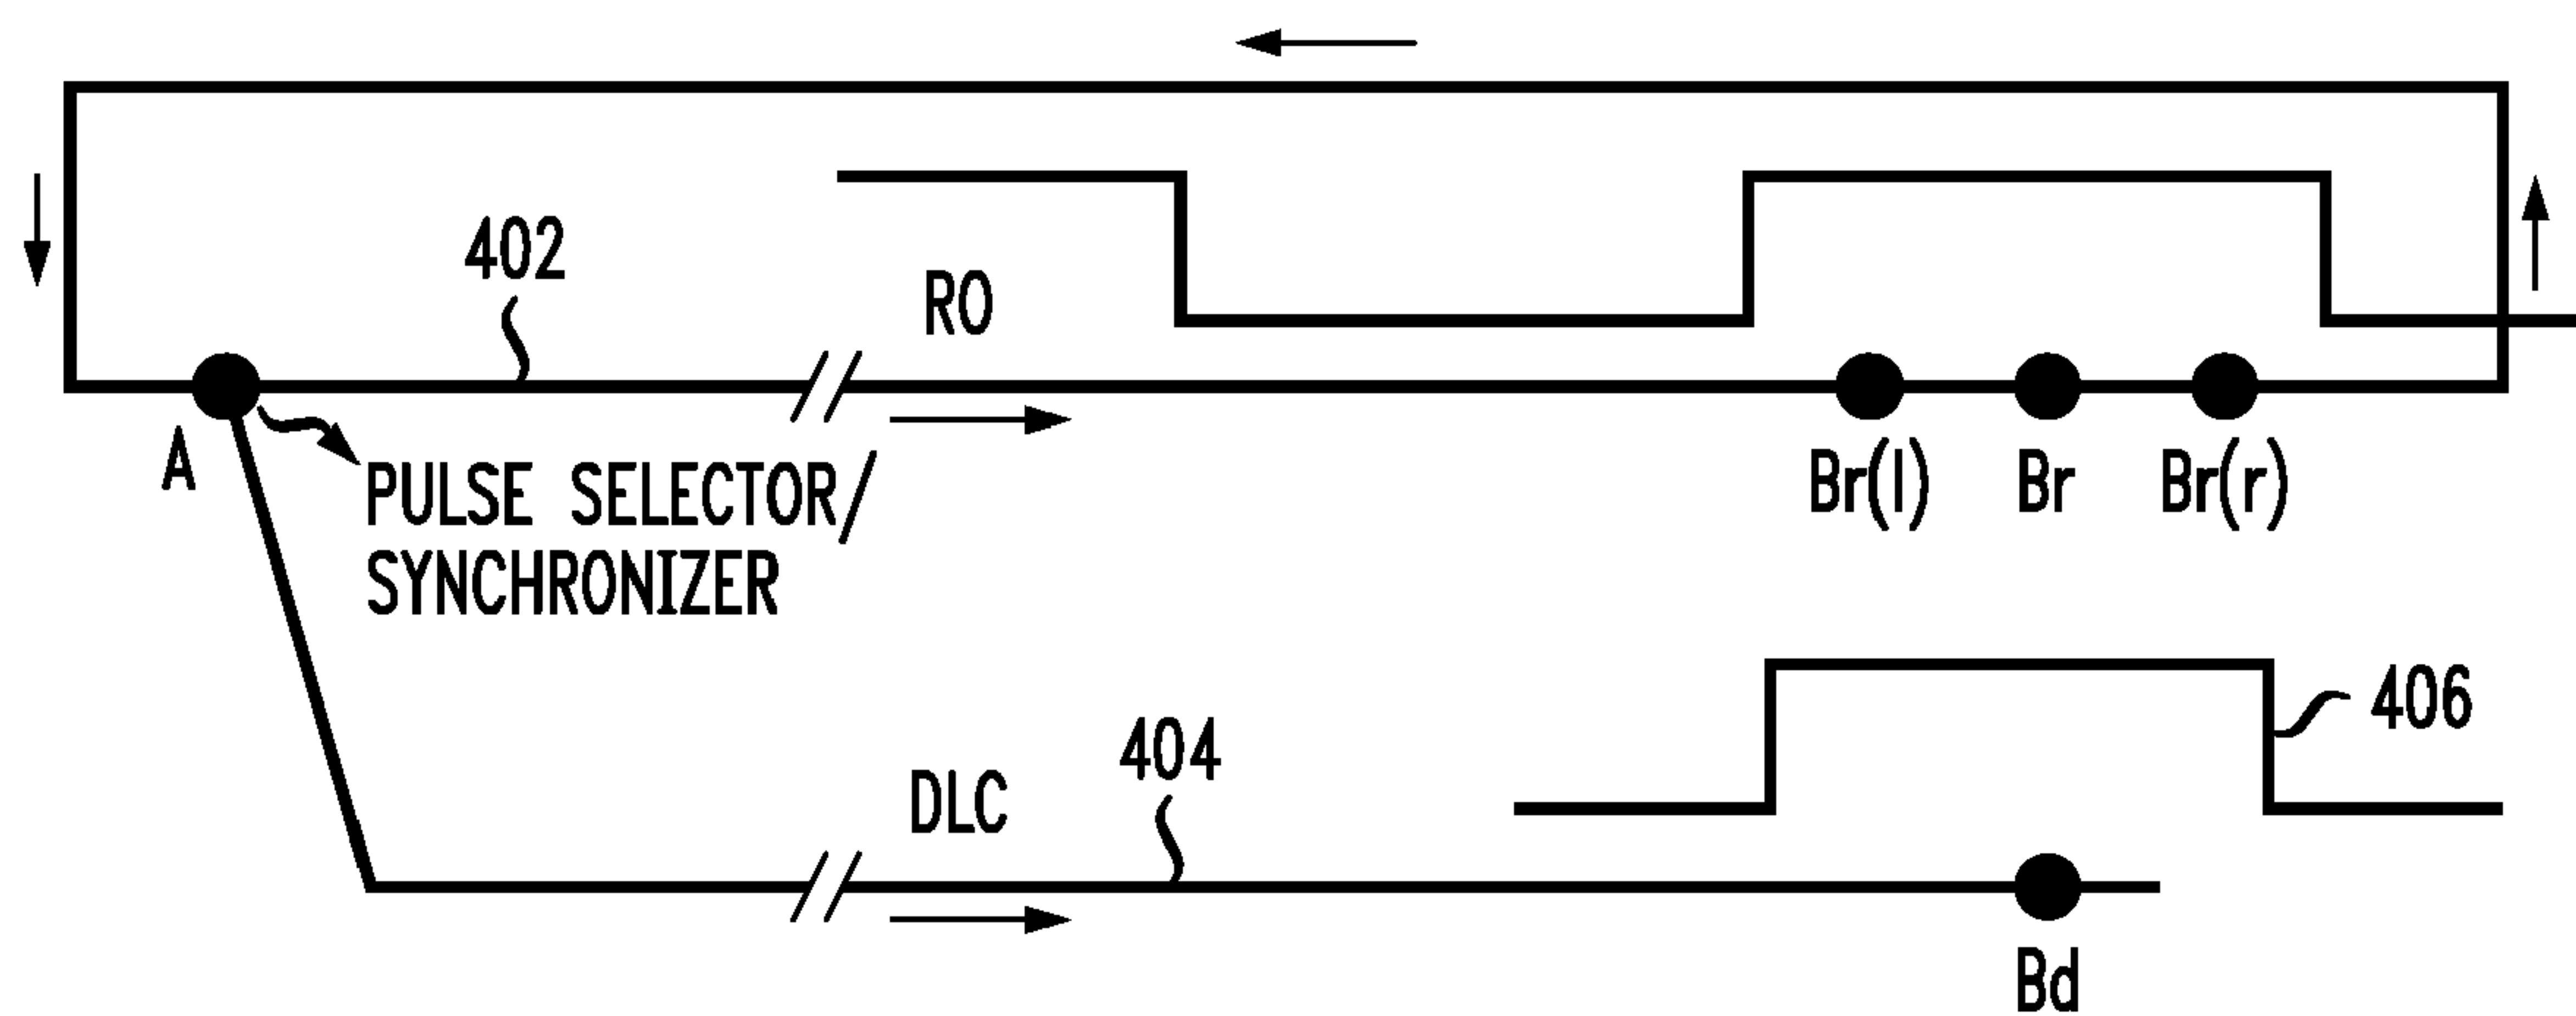 402
RO
A
PULSE SELECTOR/
SYNCHRONIZER
Br(l)
Br
Br(r)
406
404
DLC
Bd